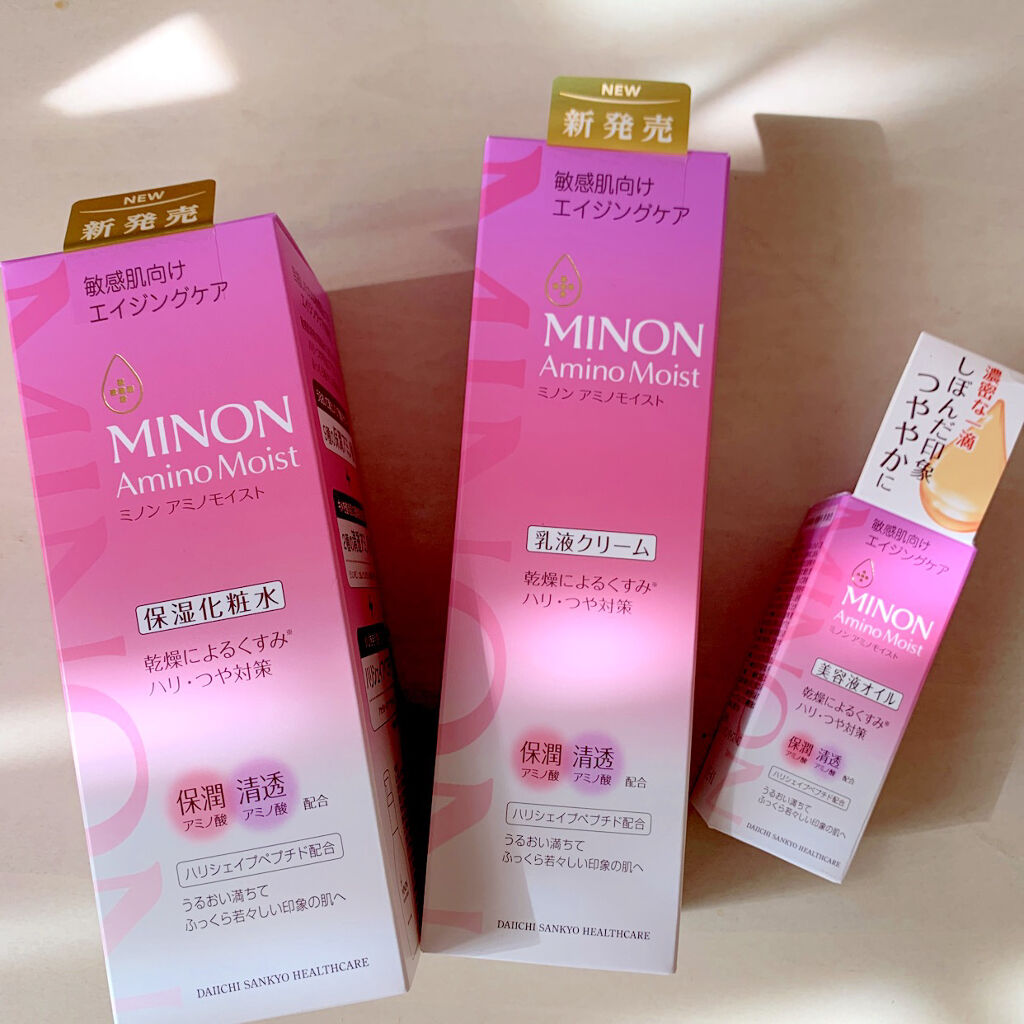 NEW
新発売
敏感肌向け
エイジングケア
MINON
Amino Moist
ミノン アミノモイスト
保湿化粧水
乾燥によるくすみ※
ハリ・つや対策
保潤 清透
アミノ酸 アミノ酸 配合
ハリシェイプペプチド配合
うるおい満ちて
ふっくら若々しい印象の肌へ
DAIICHI SANKYO HEALTHCARE
NEW
新発売
敏感肌向け
エイジングケア
MINON
Amino Moist
ミノン アミノモイスト
乳液クリーム
乾燥によるくすみ※
ハリ・つや対策
保潤 清透
アミノ酸 アミノ酸 配合
ハリシェイプペプチド配合
うるおい満ちて
ふっくら若々しい印象の肌へ
DAIICHI SANKYO HEALTHCARE
濃密な一滴
しぼんだ印象
つややかに
敏感肌向け
エイジングケア
MINON
Amino Moist
ミノン アミノモイスト
美容液オイル
乾燥によるくすみ※
ハリ・つや対策
保潤 清透
アミノ酸 アミノ酸 配合
ハリシェイプペプチド配合
うるおい満ちて
ふっくら若々しい印象の肌へ
DAIICHI SANKYO HEALTHCARE
MINON
MINON
MINON